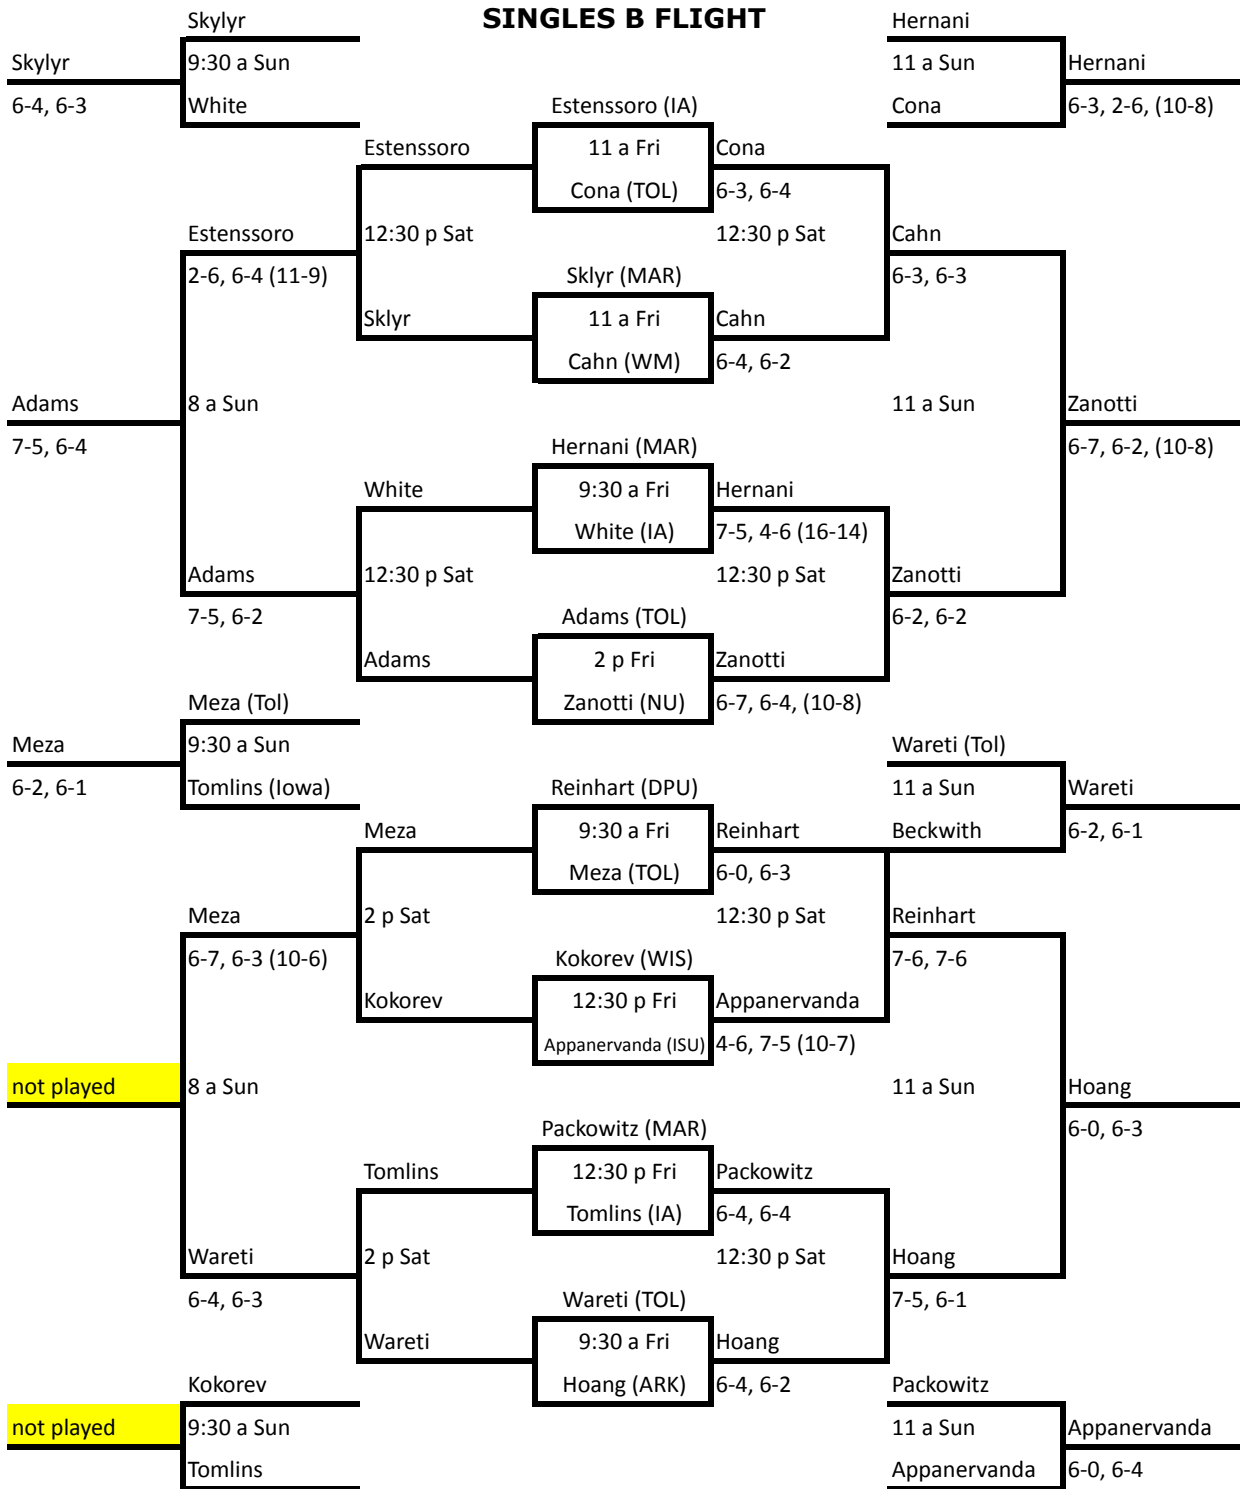 SINGLES B FLIGHT
Skylyr
Hernani
Skylyr
9:30 a Sun
11 a Sun
Hernani
6-4, 6-3
White
Estenssoro (IA)
Cona
6-3, 2-6, (10-8)
Estenssoro
11 a Fri
Cona
Cona (TOL)
6-3, 6-4
Estenssoro
12:30 p Sat
12:30 p Sat
Cahn
2-6, 6-4 (11-9)
Sklyr (MAR)
6-3, 6-3
Sklyr
11 a Fri
Cahn
Cahn (WM)
6-4, 6-2
Adams
8 a Sun
11 a Sun
Zanotti
7-5, 6-4
Hernani (MAR)
6-7, 6-2, (10-8)
White
9:30 a Fri
Hernani
White (IA)
7-5, 4-6 (16-14)
Adams
12:30 p Sat
12:30 p Sat
Zanotti
7-5, 6-2
Adams (TOL)
6-2, 6-2
Adams
2 p Fri
Zanotti
Meza (Tol)
Zanotti (NU)
6-7, 6-4, (10-8)
Meza
9:30 a Sun
Wareti (Tol)
6-2, 6-1
Tomlins (Iowa)
Reinhart (DPU)
11 a Sun
Wareti
Meza
9:30 a Fri
Reinhart
Beckwith
6-2, 6-1
Meza (TOL)
6-0, 6-3
Meza
2 p Sat
12:30 p Sat
Reinhart
6-7, 6-3 (10-6)
Kokorev (WIS)
7-6, 7-6
Kokorev
12:30 p Fri
Appanervanda
Appanervanda (ISU)
4-6, 7-5 (10-7)
not played
8 a Sun
11 a Sun
Hoang
Packowitz (MAR)
6-0, 6-3
Tomlins
12:30 p Fri
Packowitz
Tomlins (IA)
6-4, 6-4
Wareti
2 p Sat
12:30 p Sat
Hoang
6-4, 6-3
Wareti (TOL)
7-5, 6-1
Wareti
9:30 a Fri
Hoang
Kokorev
Hoang (ARK)
6-4, 6-2
Packowitz
not played
9:30 a Sun
11 a Sun
Appanervanda
Tomlins
Appanervanda
6-0, 6-4